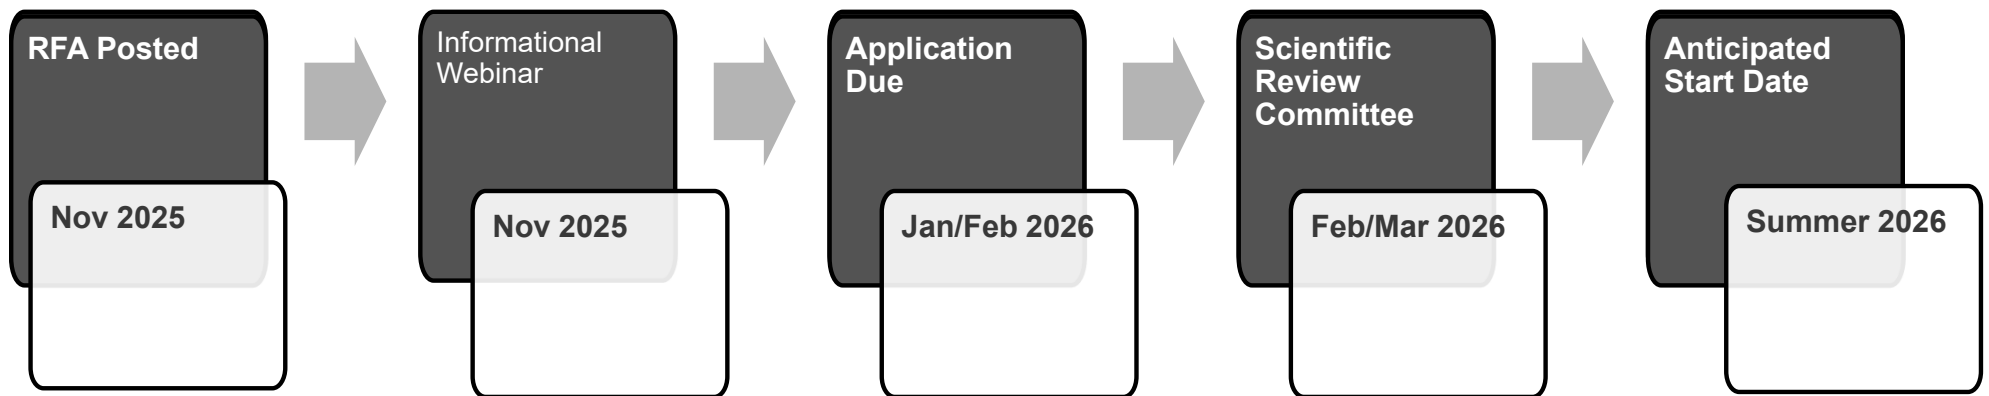 RFA Posted
Nov 2025
Informational
Webinar
Nov 2025
Application
Due
Jan/Feb 2026
Scientific
Review
Committee
Feb/Mar 2026
Anticipated
Start Date
Summer 2026